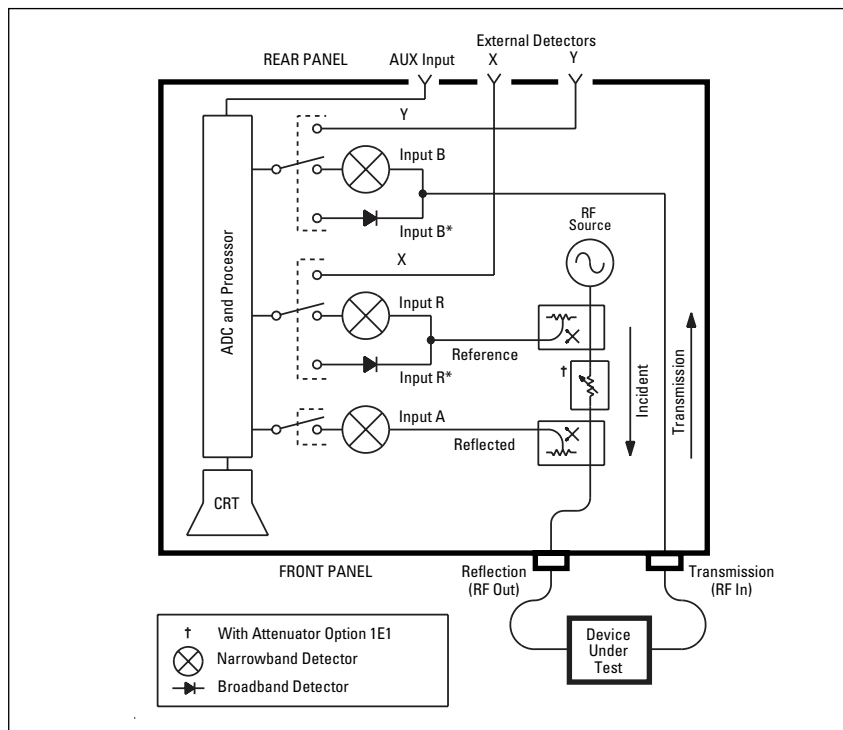 External Detectors
REAR PANEL
AUX Input
X
Y
Y
Input B
Input B*
RF
Source
X
ADC and Processor
Input R
Reference
Input R*
†
Incident
Transmission
Input A
Reflected
CRT
FRONT PANEL
Reflection
(RF Out)
Transmission
(RF In)
Device
Under
Test
† With Attenuator Option 1E1
Narrowband Detector
Broadband Detector